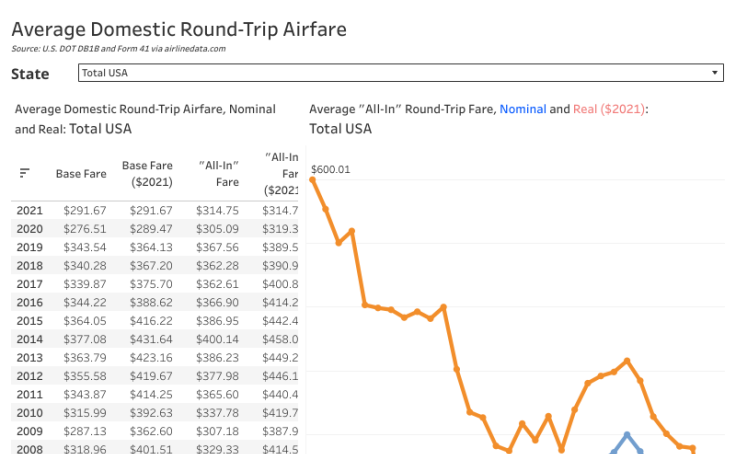 Average Domestic Round-Trip Airfare
Source: U.S. DOT DB1B and Form 41 via airlinedata.com
State
Total USA
Average Domestic Round-Trip Airfare, Nominal
and Real: Total USA
Base Fare
Base Fare
($2021)
"All-In"
Fare
"All-In
Far
($2021
2021 $291.67 $291.67 $314.75 $314.7
2020 $276.51 $289.47 $305.09 $319.3
2019 $343.54 $364.13 $367.56 $389.5
2018 $340.28 $367.20 $362.28 $390.9
2017 $339.87 $375.70 $362.61 $400.8
2016 $344.22 $388.62 $366.90 $414.2
2015 $364.05 $416.22 $386.95 $442.4
2014 $377.08 $431.64 $400.14 $458.0
2013 $363.79 $423.16 $386.23 $449.2
2012 $355.58 $419.67 $377.98 $446.1
2011 $343.87 $414.25 $365.60 $440.4
2010 $315.99 $392.63 $337.78 $419.7
2009 $287.13 $362.60 $307.18 $387.9
2008 $318.96 $401.51 $329.33 $414.5
Average "All-In" Round-Trip Fare, Nominal and Real ($2021):
Total USA
$600.01